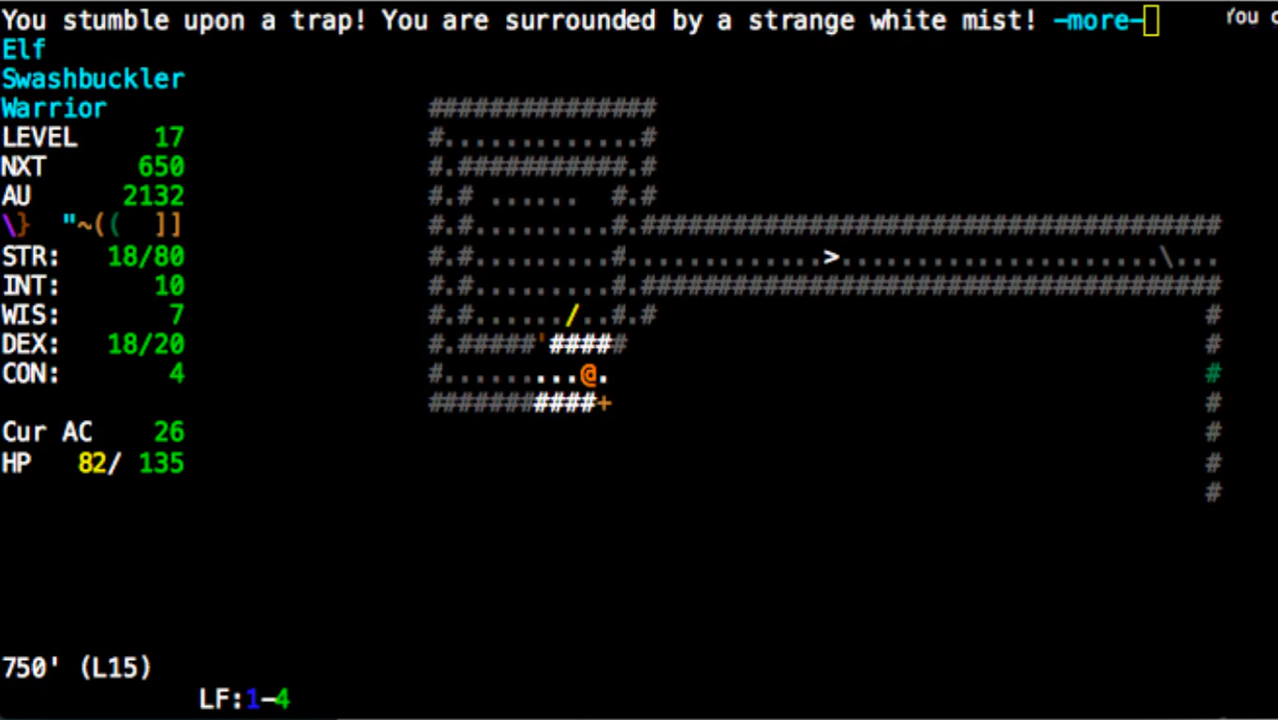 You stumble upon a trap! You are surrounded by a strange white mist! —more— You
Elf
Swashbuckler
Warrior
###############
LEVEL 17 #.............#
NXT 650 #.###########.#
AU 2132 #.# ...... #.#
\} "~(( ]] #.#.........#.######################################
STR: 18/80 #.#.........#.............>.....................\...
INT: 10 #.#.........#.######################################
WIS: 7 #.#....../..#.# #
DEX: 18/20 #.#####'##### #
CON: 4 #.........@. #
###########+ #
Cur AC 26 #
HP 82/ 135 #
#
750' (L15)
LF:1—4